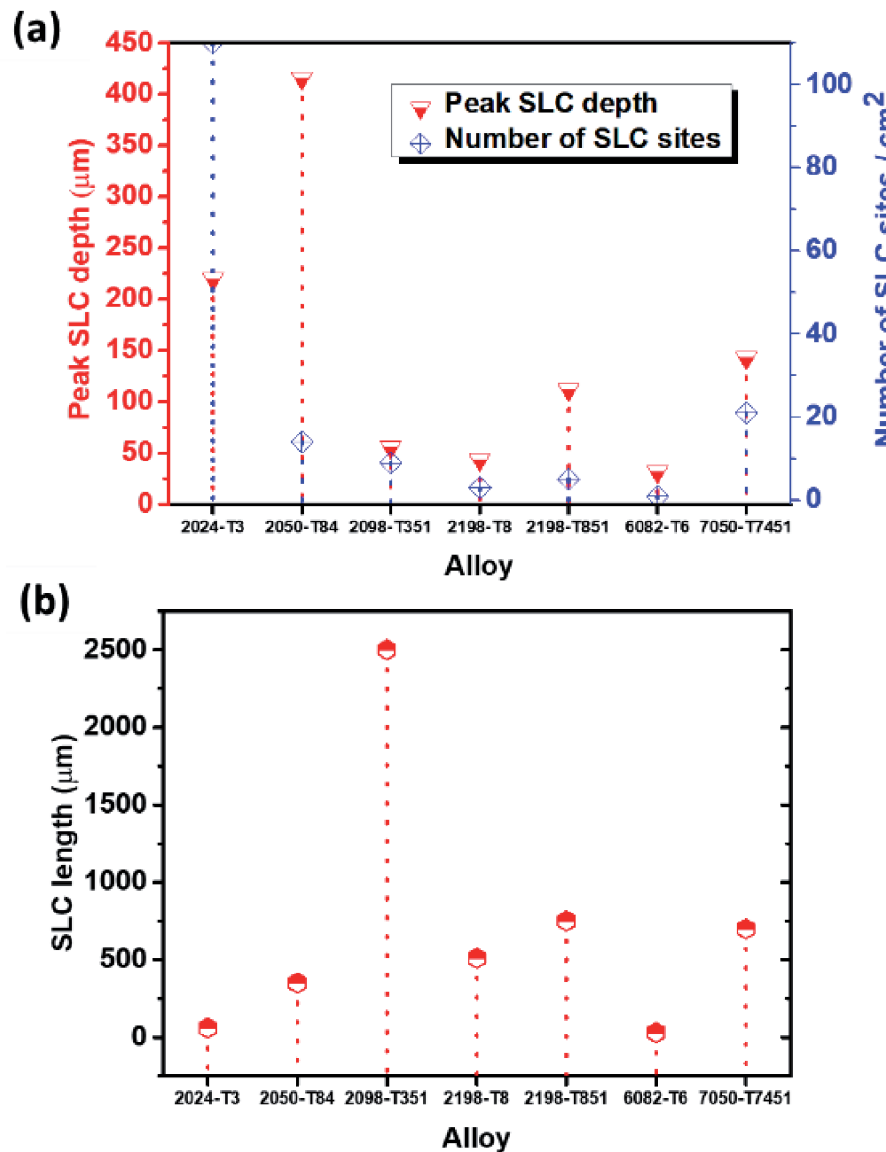 (a)
450
400
350
300
250
200
150
100
50
0
Peak SLC depth (μm)
Peak SLC depth
Number of SLC sites
100
80
60
40
20
0
Number of SLC sites / cm²
2024-T3 2050-T84 2098-T351 2198-T8 2198-T851 6082-T6 7050-T7451
Alloy
(b)
2500
2000
1500
1000
500
0
SLC length (μm)
2024-T3 2050-T84 2098-T351 2198-T8 2198-T851 6082-T6 7050-T7451
Alloy